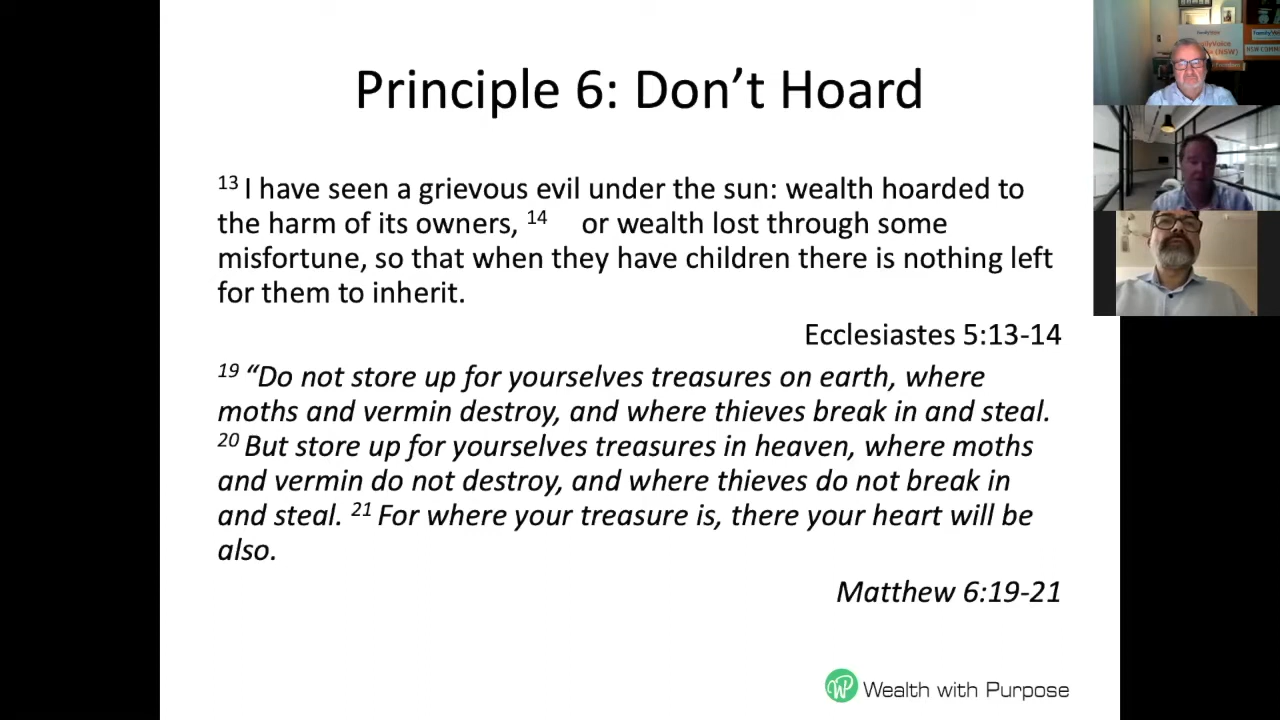 Principle 6: Don’t Hoard
13 I have seen a grievous evil under the sun: wealth hoarded to
the harm of its owners, 14 or wealth lost through some
misfortune, so that when they have children there is nothing left
for them to inherit.
Ecclesiastes 5:13-14
19 “Do not store up for yourselves treasures on earth, where
moths and vermin destroy, and where thieves break in and steal.
20 But store up for yourselves treasures in heaven, where moths
and vermin do not destroy, and where thieves do not break in
and steal. 21 For where your treasure is, there your heart will be
also.
Matthew 6:19-21
Wealth with Purpose
(NSW)